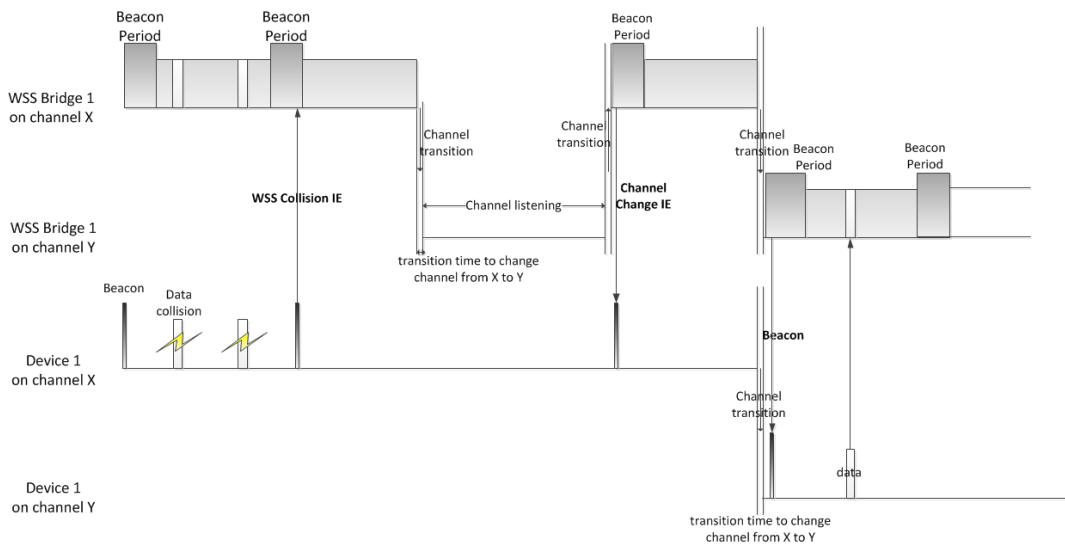 Beacon
Period
Beacon
Period
Beacon
Period
WSS Bridge 1
on channel X
Channel
transition
Channel
transition
Channel
transition
Beacon
Period
Beacon
Period
WSS Collision IE
Channel
Change IE
Channel listening
WSS Bridge 1
on channel Y
transition time to change
channel from X to Y
Beacon
Data
collision
Beacon
Device 1
on channel X
Channel
transition
data
Device 1
on channel Y
transition time to change
channel from X to Y